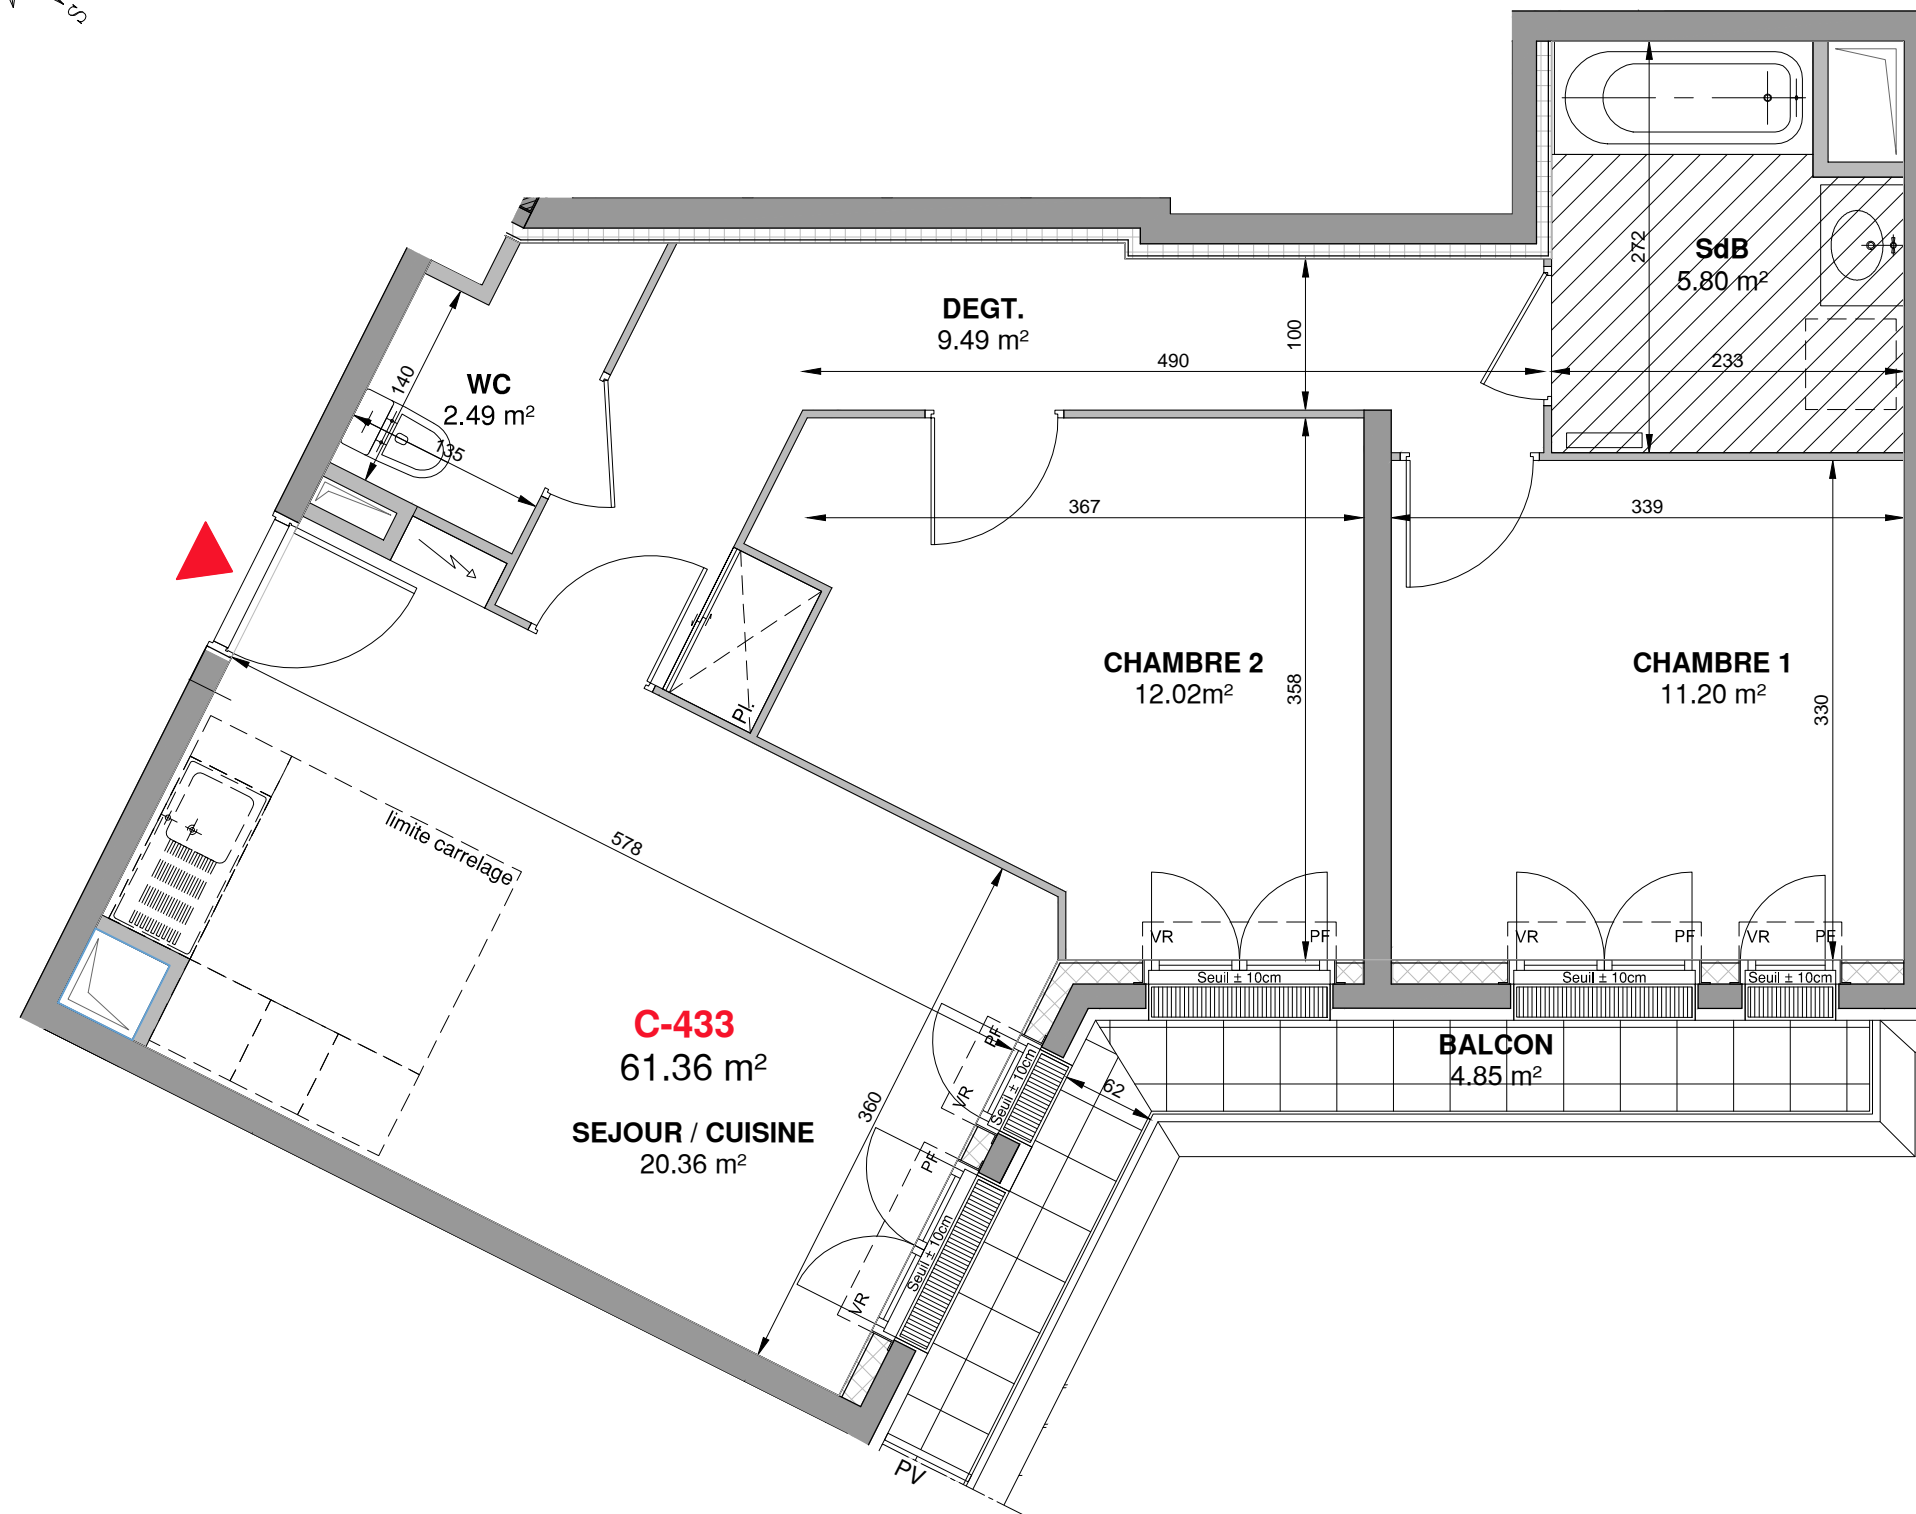 S
SdB
5.80 m²
272
233
DEGT.
9.49 m²
100
490
WC
2.49 m²
140
135
367
339
CHAMBRE 2
12.02m²
358
CHAMBRE 1
11.20 m²
330
Pl.
578
limite carrelage
360
C-433
61.36 m²
SEJOUR / CUISINE
20.36 m²
VR
PF
VR
PF
VR
PF
Seuil ± 10cm
Seuil ± 10cm
Seuil ± 10cm
BALCON
4.85 m²
62
PF
VR
Seuil ± 10cm
PF
VR
Seuil ± 10cm
PV